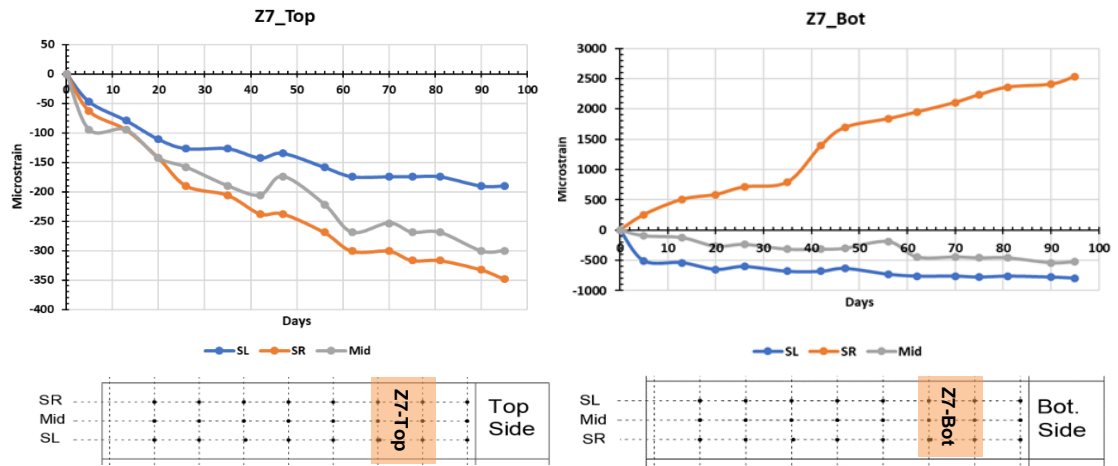 Z7_Top
50
0
-50
-100
-150
-200
-250
-300
-350
-400
0 10 20 30 40 50 60 70 80 90 100
Microstrain
Days
SL SR Mid
SR
Mid
SL
Z7-Top
Top
Side
Z7_Bot
3000
2500
2000
1500
1000
500
0
-500
-1000
0 10 20 30 40 50 60 70 80 90 100
Microstrain
Days
SL SR Mid
SL
Mid
SR
Z7-Bot
Bot.
Side